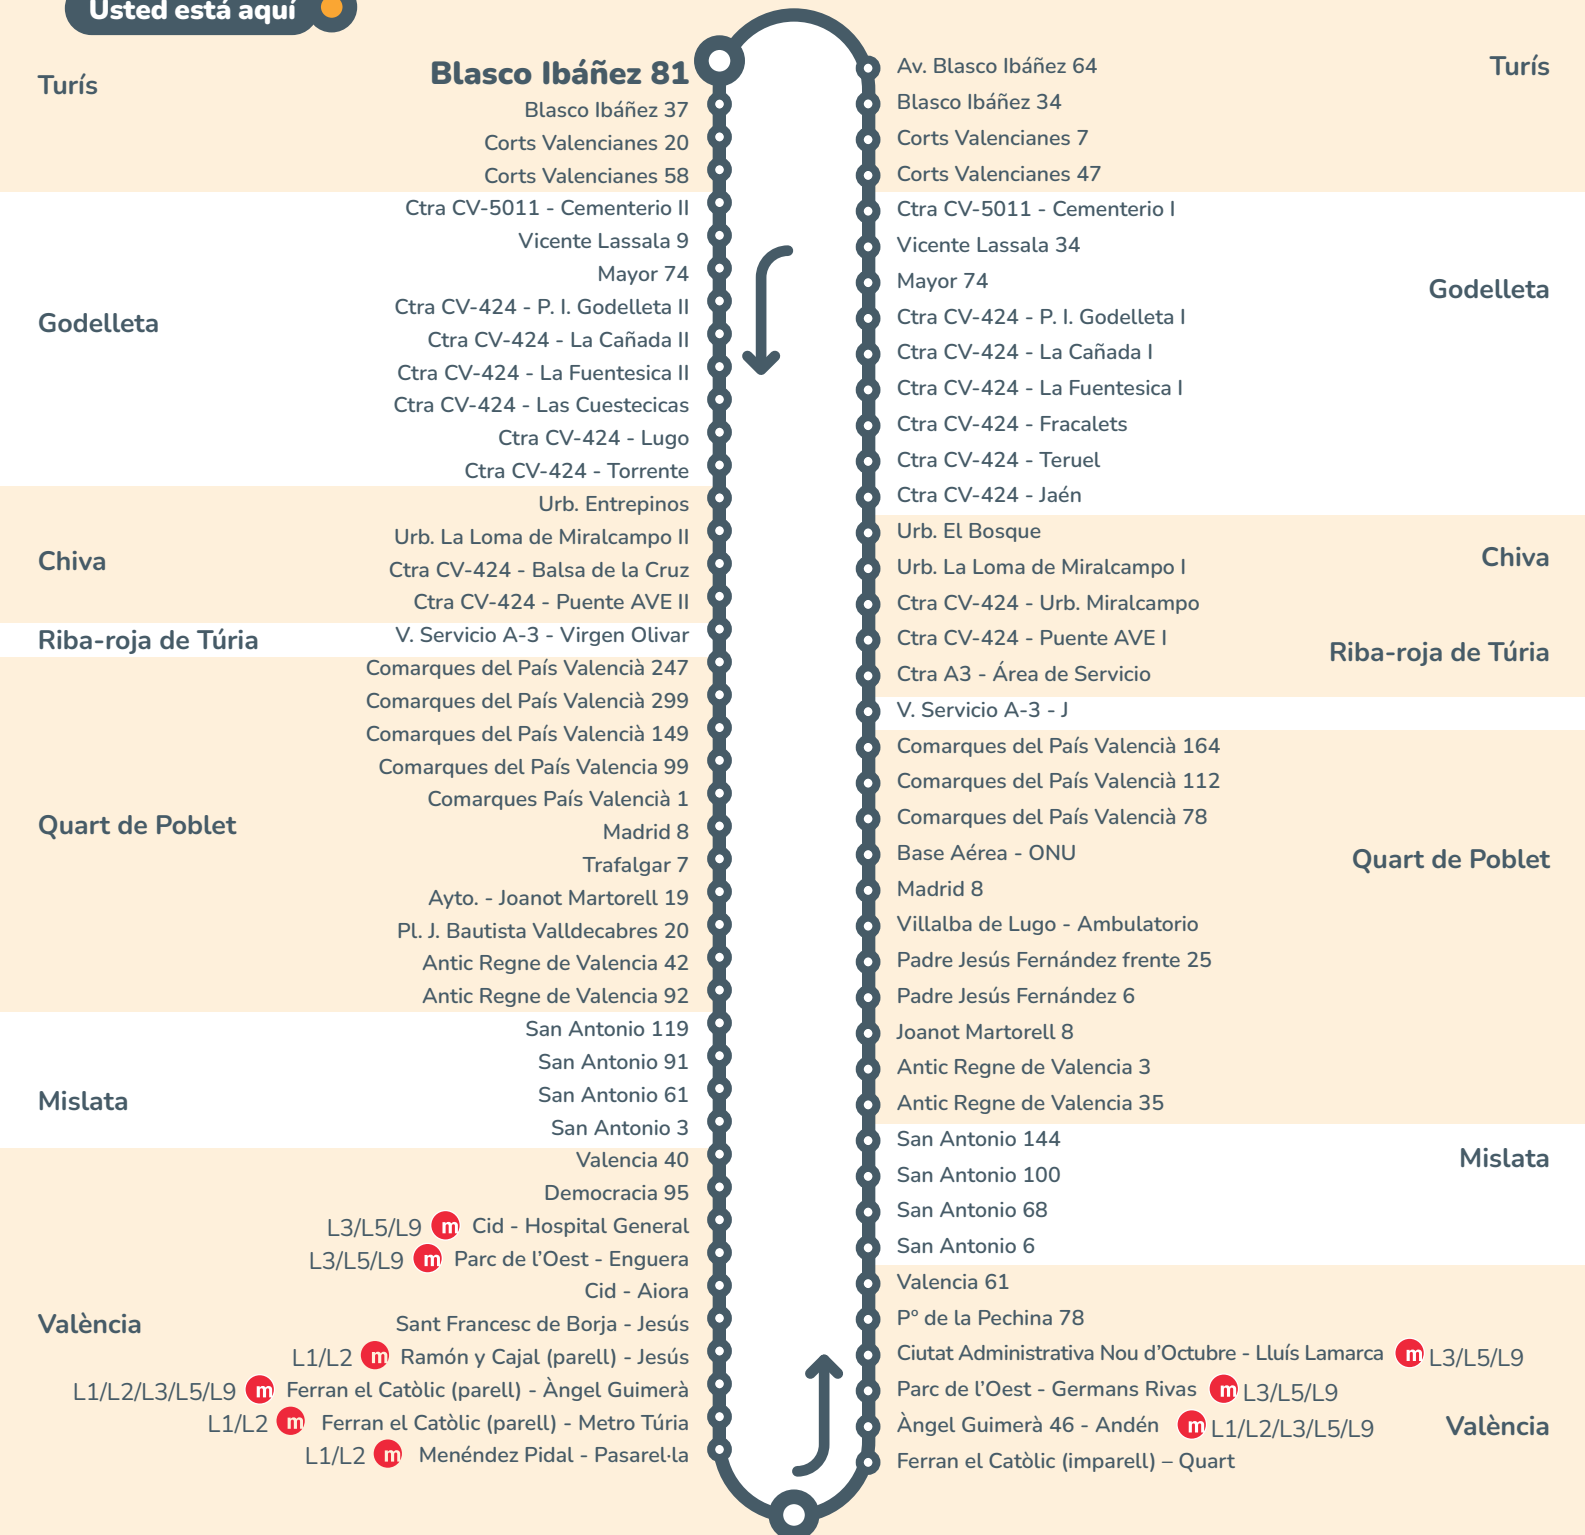 Usted está aquí
Turís
Blasco Ibáñez 81
Blasco Ibáñez 37
Corts Valencianes 20
Corts Valencianes 58
Ctra CV-5011 - Cementerio II
Vicente Lassala 9
Mayor 74
Ctra CV-424 - P. I. Godelleta II
Godelleta
Ctra CV-424 - La Cañada II
Ctra CV-424 - La Fuentesica II
Ctra CV-424 - Las Cuestecicas
Ctra CV-424 - Lugo
Ctra CV-424 - Torrente
Urb. Entrepinos
Urb. La Loma de Miralcampo II
Chiva
Ctra CV-424 - Balsa de la Cruz
Ctra CV-424 - Puente AVE II
Riba-roja de Túria
V. Servicio A-3 - Virgen Olivar
Comarques del País Valencià 247
Comarques del País Valencià 299
Comarques del País Valencià 149
Comarques del País Valencia 99
Comarques País Valencià 1
Quart de Poblet
Madrid 8
Trafalgar 7
Ayto. - Joanot Martorell 19
Pl. J. Bautista Valldecabres 20
Antic Regne de Valencia 42
Antic Regne de Valencia 92
San Antonio 119
San Antonio 91
San Antonio 61
Mislata
San Antonio 3
Valencia 40
Democracia 95
L3/L5/L9 m Cid - Hospital General
L3/L5/L9 m Parc de l’Oest - Enguera
Cid - Aiora
València
Sant Francesc de Borja - Jesús
L1/L2 m Ramón y Cajal (parell) - Jesús
L1/L2/L3/L5/L9 m Ferran el Catòlic (parell) - Àngel Guimerà
L1/L2 m Ferran el Catòlic (parell) - Metro Túria
L1/L2 m Menéndez Pidal - Pasarel·la
Av. Blasco Ibáñez 64
Turís
Blasco Ibáñez 34
Corts Valencianes 7
Corts Valencianes 47
Ctra CV-5011 - Cementerio I
Vicente Lassala 34
Mayor 74
Godelleta
Ctra CV-424 - P. I. Godelleta I
Ctra CV-424 - La Cañada I
Ctra CV-424 - La Fuentesica I
Ctra CV-424 - Fracalets
Ctra CV-424 - Teruel
Ctra CV-424 - Jaén
Urb. El Bosque
Chiva
Urb. La Loma de Miralcampo I
Ctra CV-424 - Urb. Miralcampo
Ctra CV-424 - Puente AVE I
Riba-roja de Túria
Ctra A3 - Área de Servicio
V. Servicio A-3 - J
Comarques del País Valencià 164
Comarques del País Valencià 112
Comarques del País Valencià 78
Base Aérea - ONU
Quart de Poblet
Madrid 8
Villalba de Lugo - Ambulatorio
Padre Jesús Fernández frente 25
Padre Jesús Fernández 6
Joanot Martorell 8
Antic Regne de Valencia 3
Antic Regne de Valencia 35
San Antonio 144
Mislata
San Antonio 100
San Antonio 68
San Antonio 6
Valencia 61
Pº de la Pechina 78
Ciutat Administrativa Nou d’Octubre - Lluís Lamarca m L3/L5/L9
Parc de l’Oest - Germans Rivas m L3/L5/L9
Àngel Guimerà 46 - Andén m L1/L2/L3/L5/L9
València
Ferran el Catòlic (imparell) – Quart